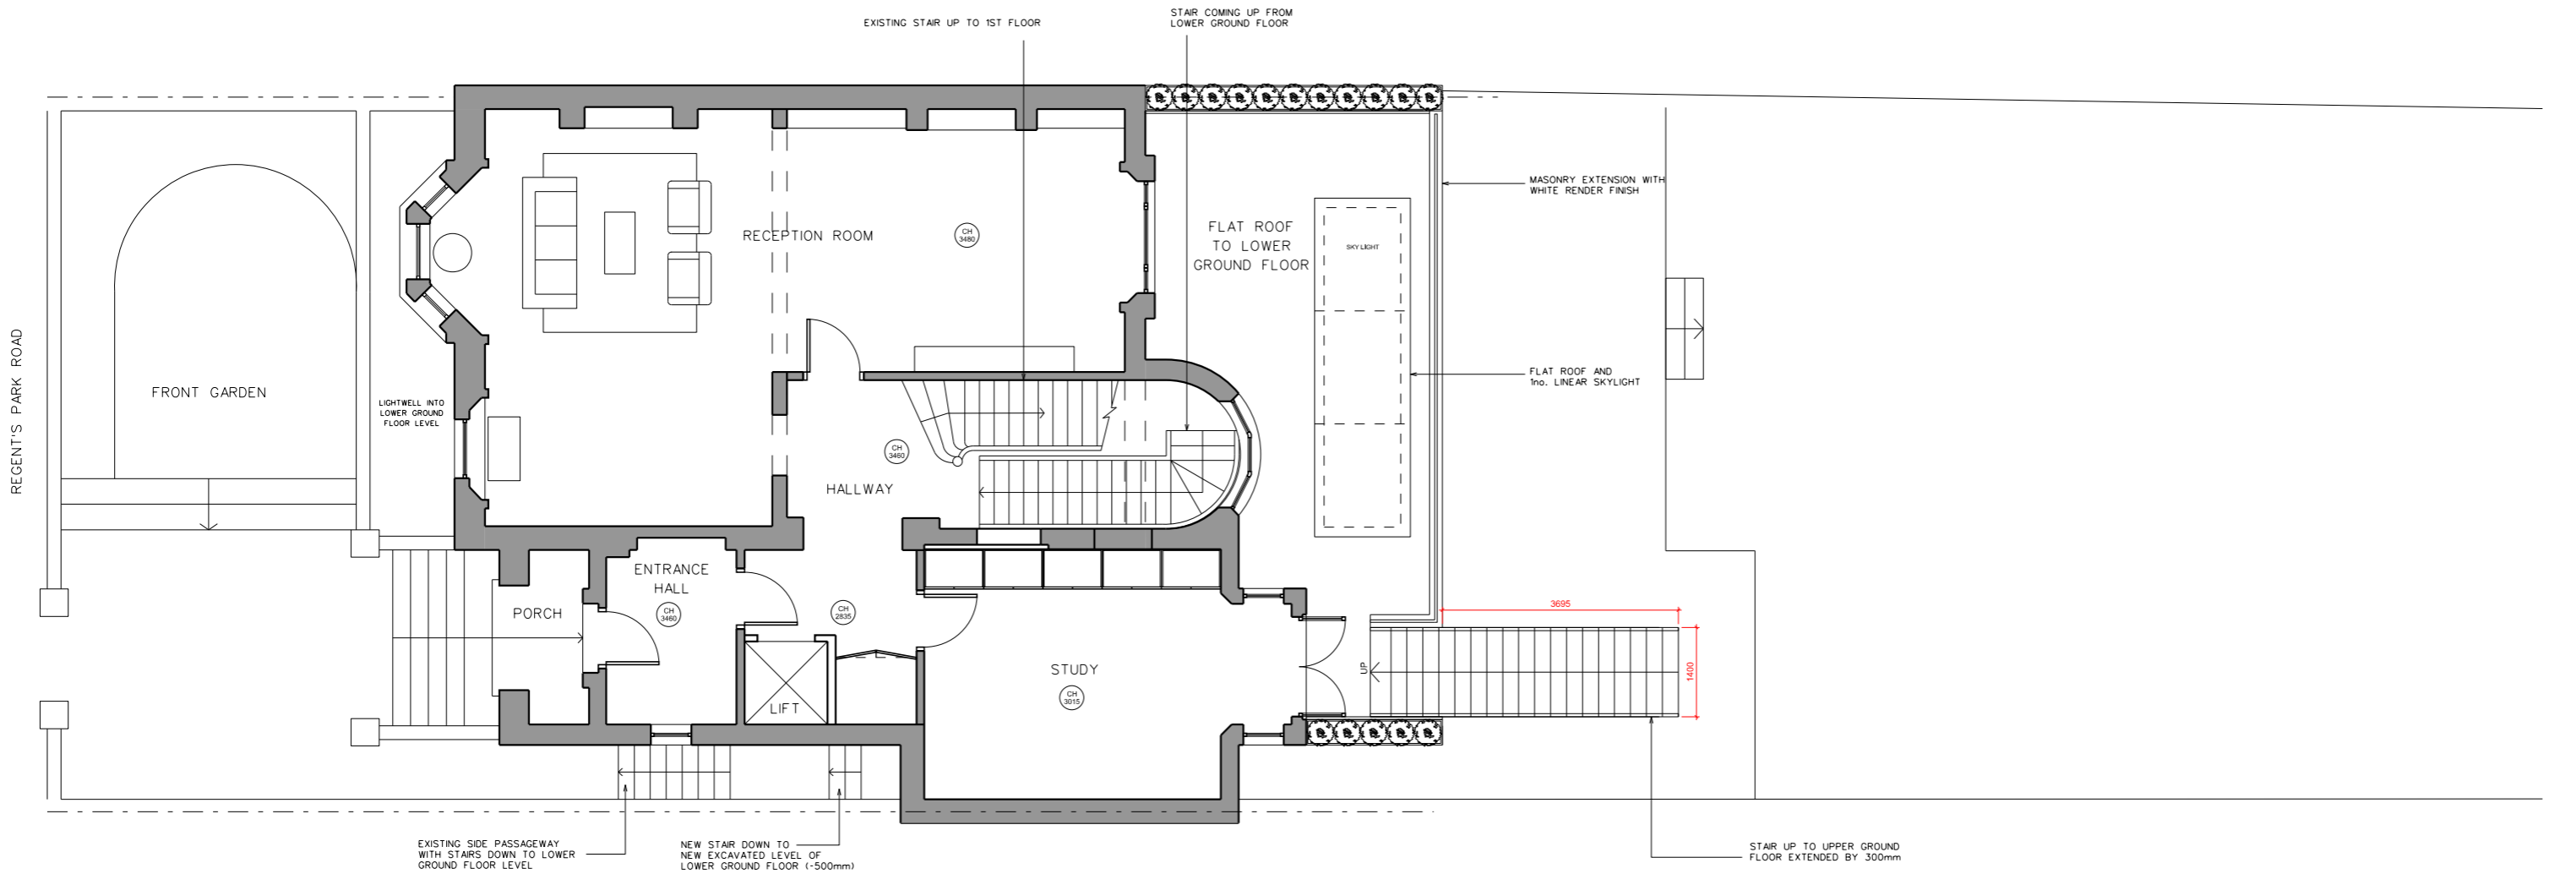 EXISTING STAIR UP TO 1ST FLOOR
STAIR COMING UP FROM
LOWER GROUND FLOOR
MASONRY EXTENSION WITH
WHITE RENDER FINISH
RECEPTION ROOM
CH
3480
FLAT ROOF
TO LOWER
GROUND FLOOR
SKYLIGHT
REGENT'S PARK ROAD
FRONT GARDEN
LIGHTWELL INTO
LOWER GROUND
FLOOR LEVEL
FLAT ROOF AND
1no. LINEAR SKYLIGHT
CH
3460
HALLWAY
ENTRANCE
HALL
CH
3460
PORCH
CH
2835
3695
STUDY
CH
3015
UP
1400
LIFT
EXISTING SIDE PASSAGEWAY
WITH STAIRS DOWN TO LOWER
GROUND FLOOR LEVEL
NEW STAIR DOWN TO
NEW EXCAVATED LEVEL OF
LOWER GROUND FLOOR (-500mm)
STAIR UP TO UPPER GROUND
FLOOR EXTENDED BY 300mm